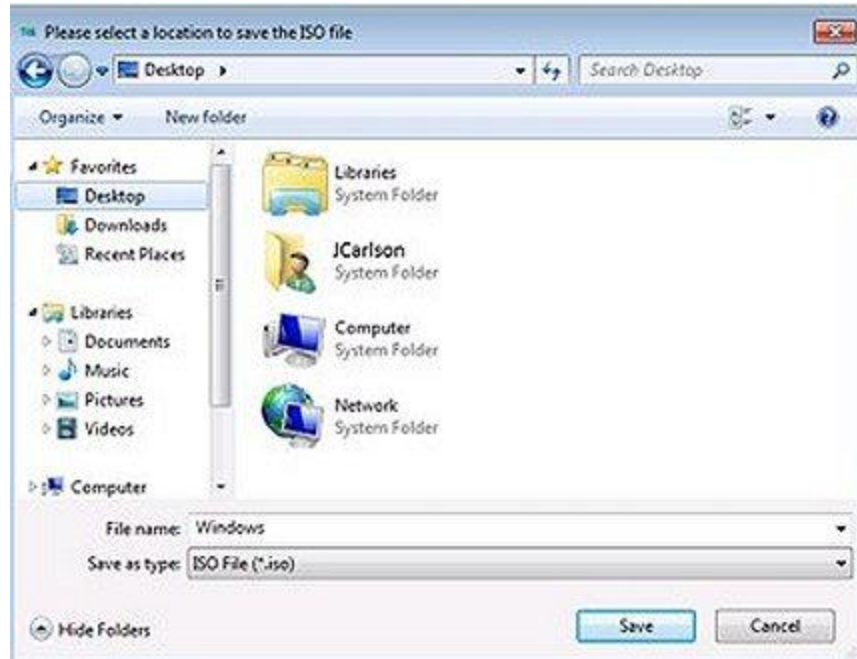 Please select a location to save the ISO file
Desktop
Search Desktop
Organize
New folder
Favorites
Desktop
Downloads
Recent Places
Libraries
Documents
Music
Pictures
Videos
Computer
Libraries
System Folder
JCarlson
System Folder
Computer
System Folder
Network
System Folder
File name: Windows
Save as type: ISO File (*.iso)
Hide Folders
Save
Cancel